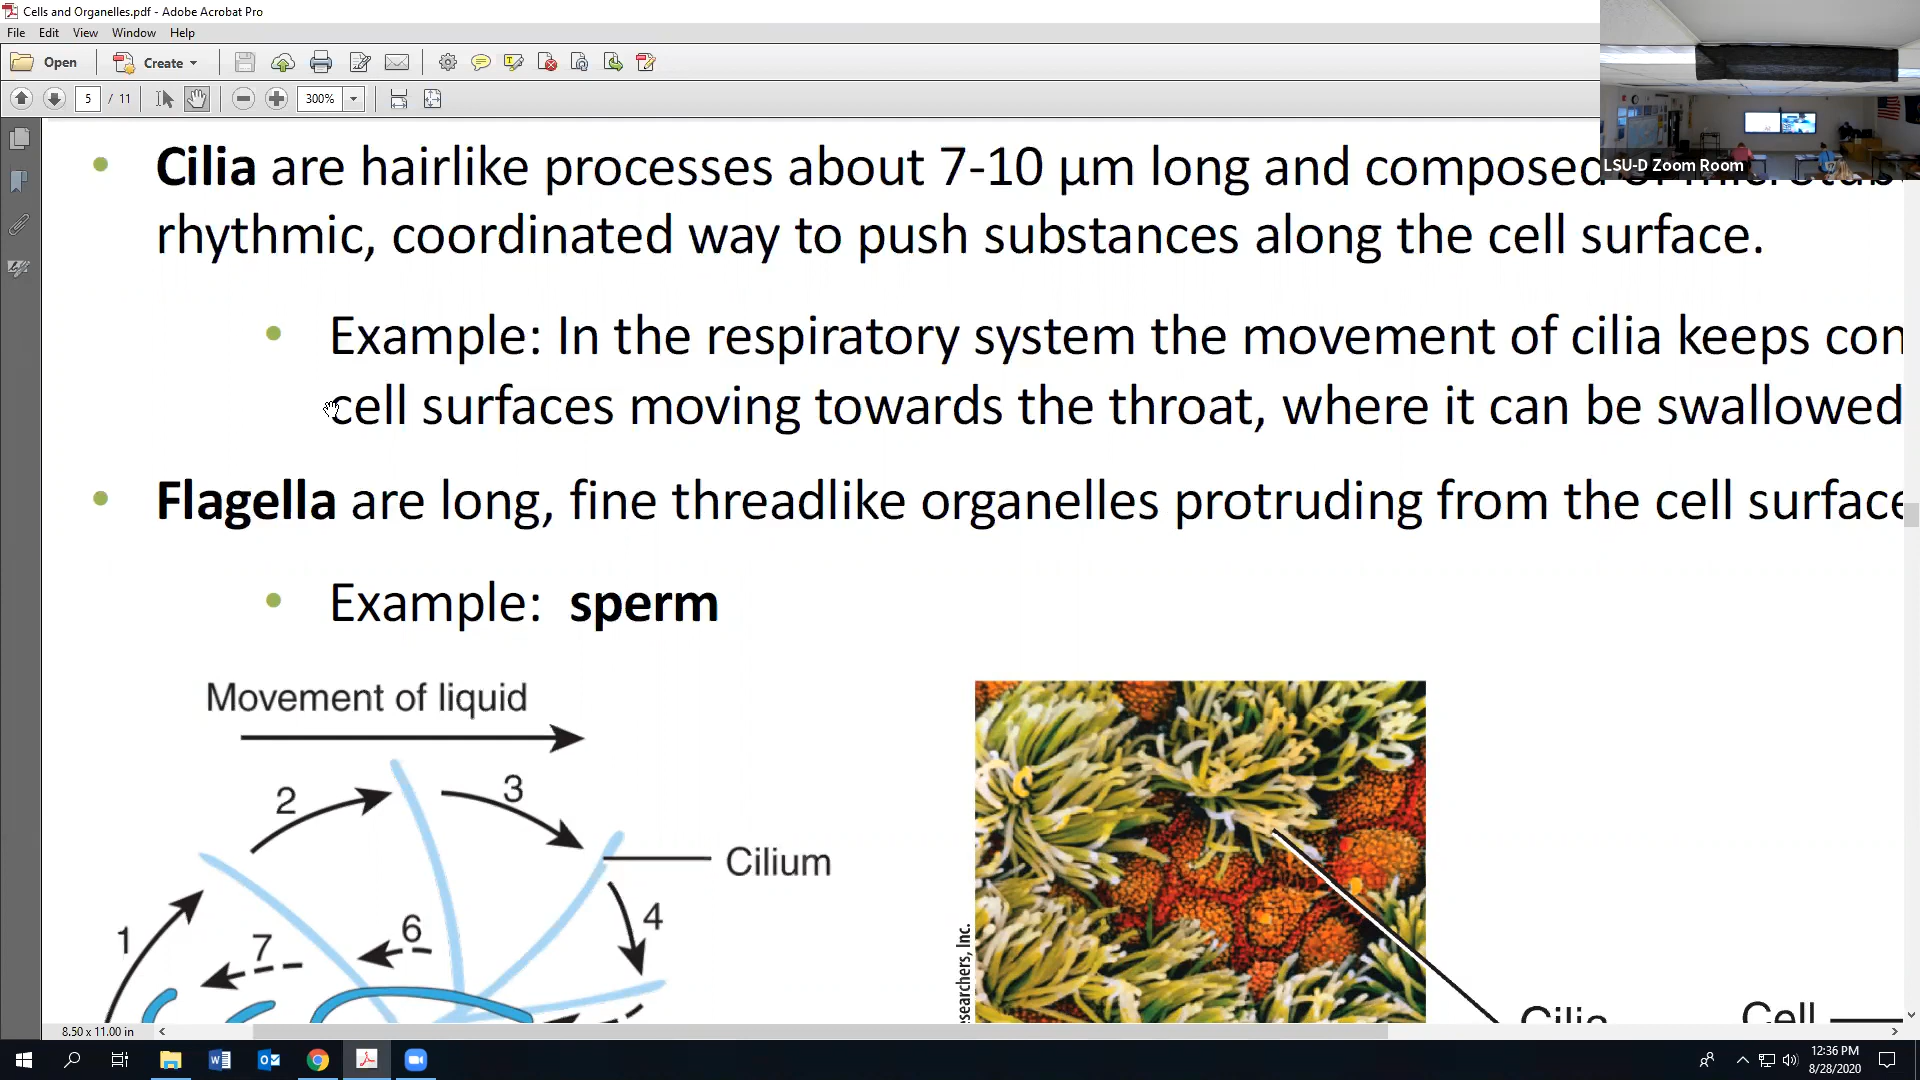 Cells and Organelles.pdf - Adobe Acrobat Pro
File Edit View Window Help
Open Create
5 / 11 300%
LSU-D Zoom Room
Cilia are hairlike processes about 7-10 µm long and composed
rhythmic, coordinated way to push substances along the cell surface.
Example: In the respiratory system the movement of cilia keeps con
cell surfaces moving towards the throat, where it can be swallowed
Flagella are long, fine threadlike organelles protruding from the cell surface
Example: sperm
Movement of liquid
2 3
Cilium
4
1 7 6
esearchers, Inc.
Cilia Cell
8.50 x 11.00 in
12:36 PM
8/28/2020